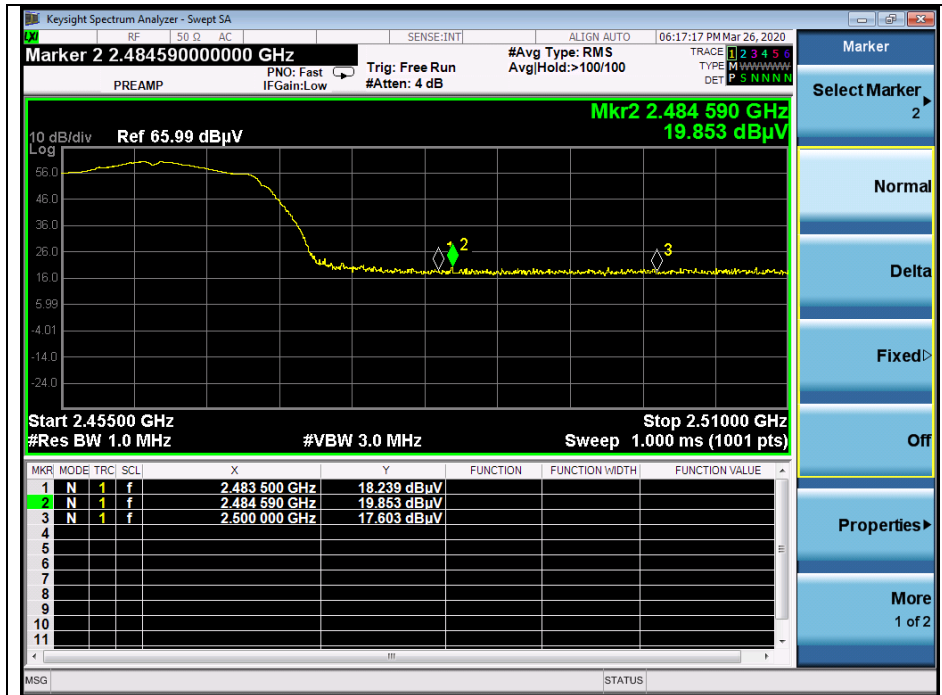 Keysight Spectrum Analyzer - Swept SA
LXI RF 50 Ω AC SENSE:INT ALIGN AUTO 06:17:17 PM Mar 26, 2020
Marker 2 2.484590000000 GHz
PREAMP
PNO: Fast
IFGain:Low
Trig: Free Run
#Atten: 4 dB
#Avg Type: RMS
Avg|Hold:>100/100
TRACE 1 2 3 4 5 6
TYPE M WWWWW
DET P S N N N N
Mkr2 2.484 590 GHz
19.853 dBµV
10 dB/div Ref 65.99 dBµV
Log
56.0
46.0
36.0
26.0
16.0
5.99
-4.01
-14.0
-24.0
1 2
3
Start 2.45500 GHz Stop 2.51000 GHz
#Res BW 1.0 MHz #VBW 3.0 MHz Sweep 1.000 ms (1001 pts)
MKR MODE TRC SCL X Y FUNCTION FUNCTION WIDTH FUNCTION VALUE
1 N 1 f 2.483 500 GHz 18.239 dBµV
2 N 1 f 2.484 590 GHz 19.853 dBµV
3 N 1 f 2.500 000 GHz 17.603 dBµV
4
5
6
7
8
9
10
11
MSG STATUS
Marker
Select Marker
2
Normal
Delta
Fixed
Off
Properties
More
1 of 2